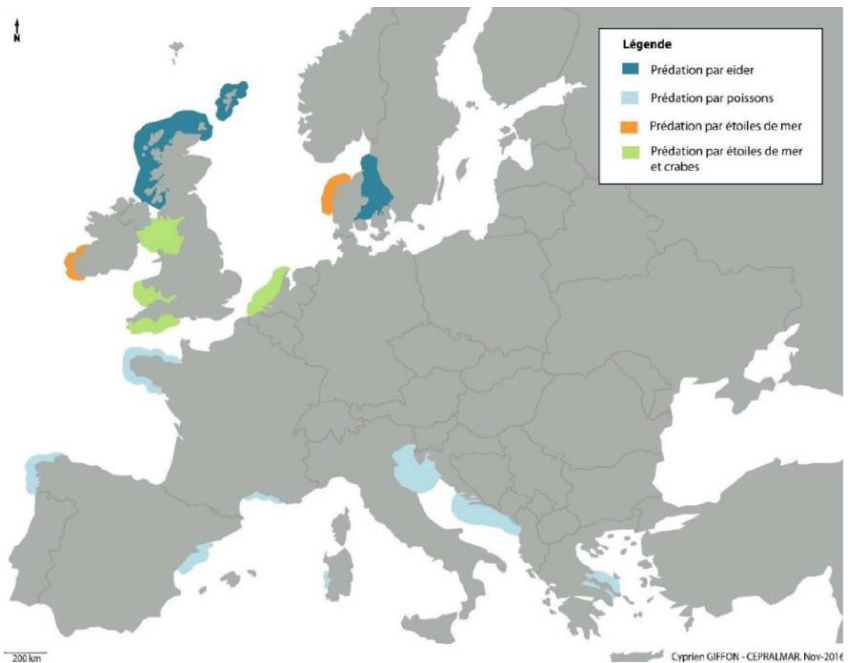 N
Légende
Prédation par eider
Prédation par poissons
Prédation par étoiles de mer
Prédation par étoiles de mer
et crabes
200 km
Cyprien GIFFON - CEPRALMAR. Nov-2016